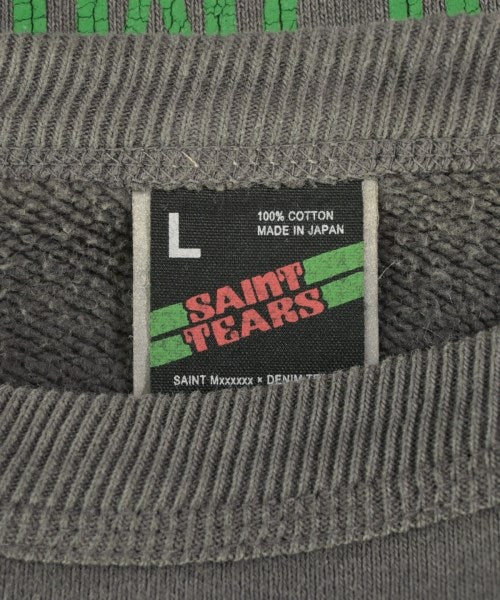 L
100% COTTON
MADE IN JAPAN
SAINT
TEARS
SAINT Mxxxxxx × DENIM